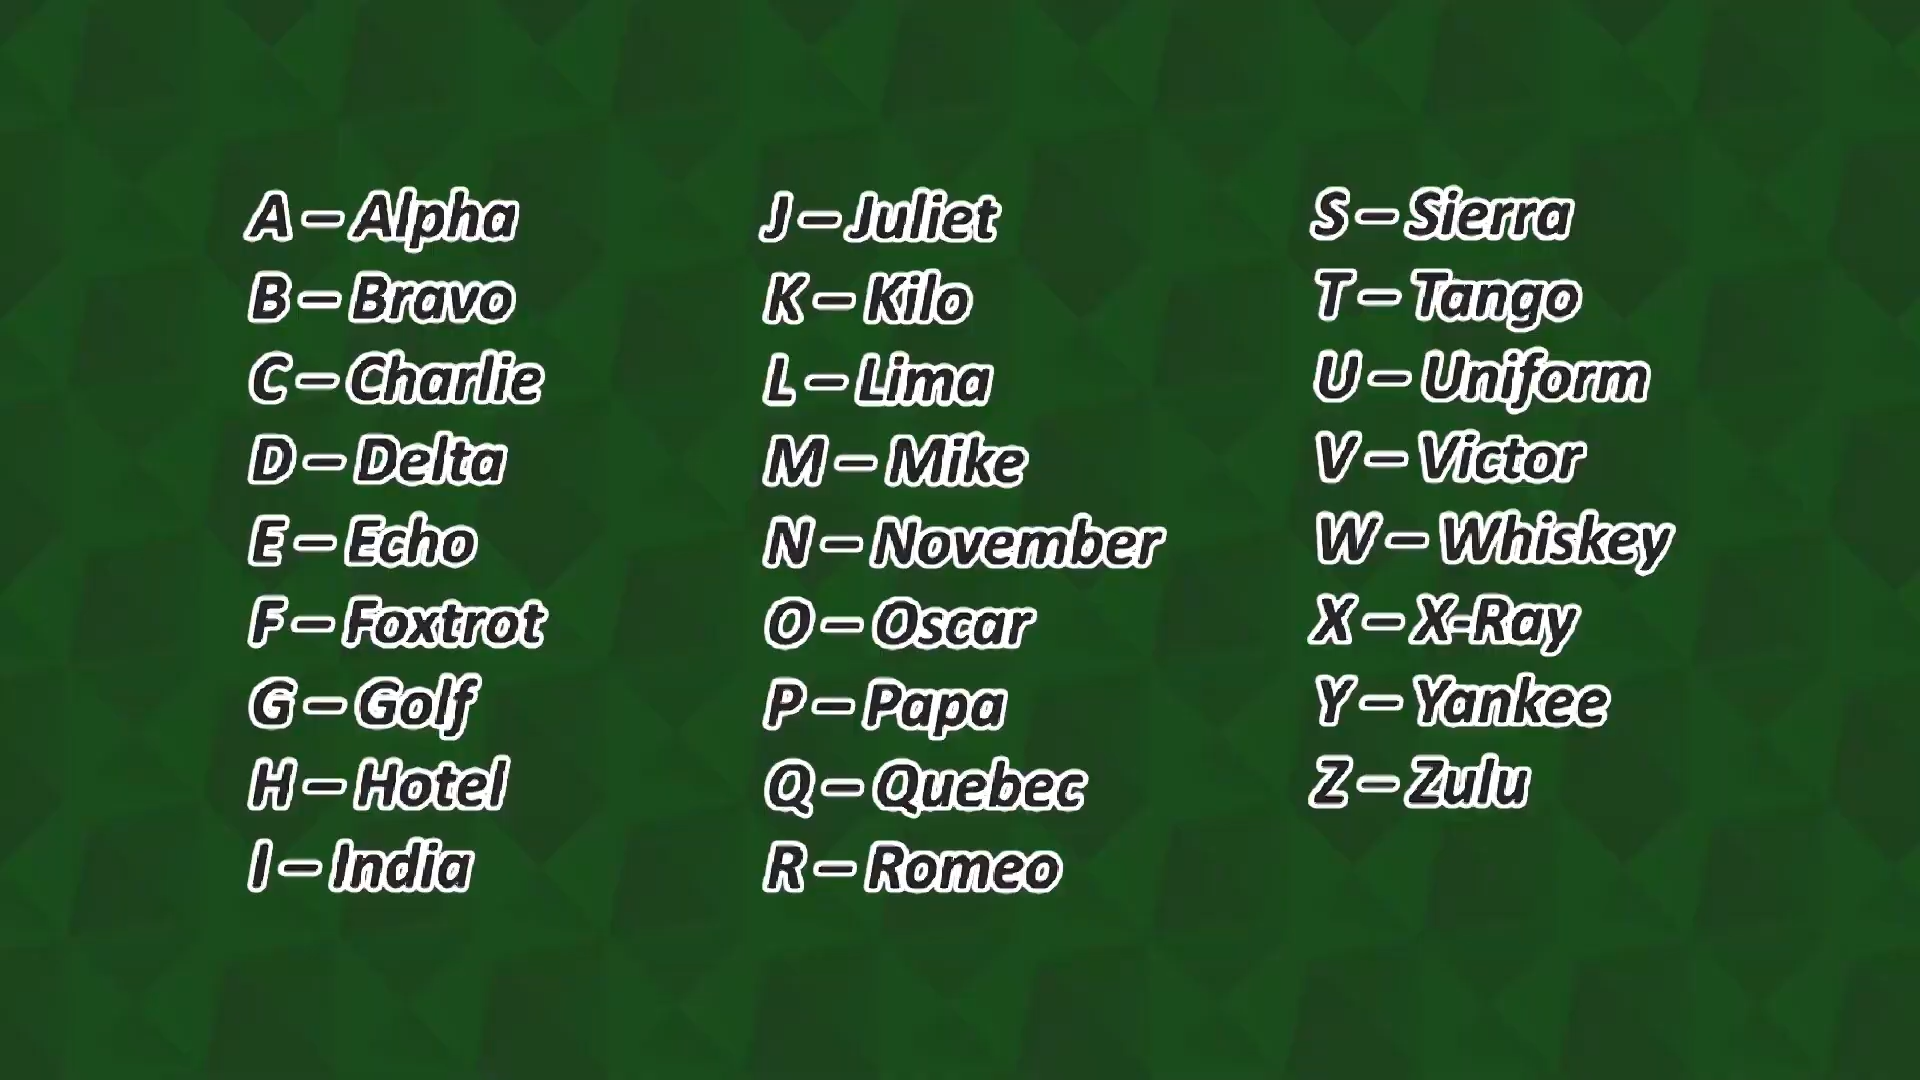 A – Alpha
B – Bravo
C – Charlie
D – Delta
E – Echo
F – Foxtrot
G – Golf
H – Hotel
I – India
J – Juliet
K – Kilo
L – Lima
M – Mike
N – November
O – Oscar
P – Papa
Q – Quebec
R – Romeo
S – Sierra
T – Tango
U – Uniform
V – Victor
W – Whiskey
X – X-Ray
Y – Yankee
Z – Zulu